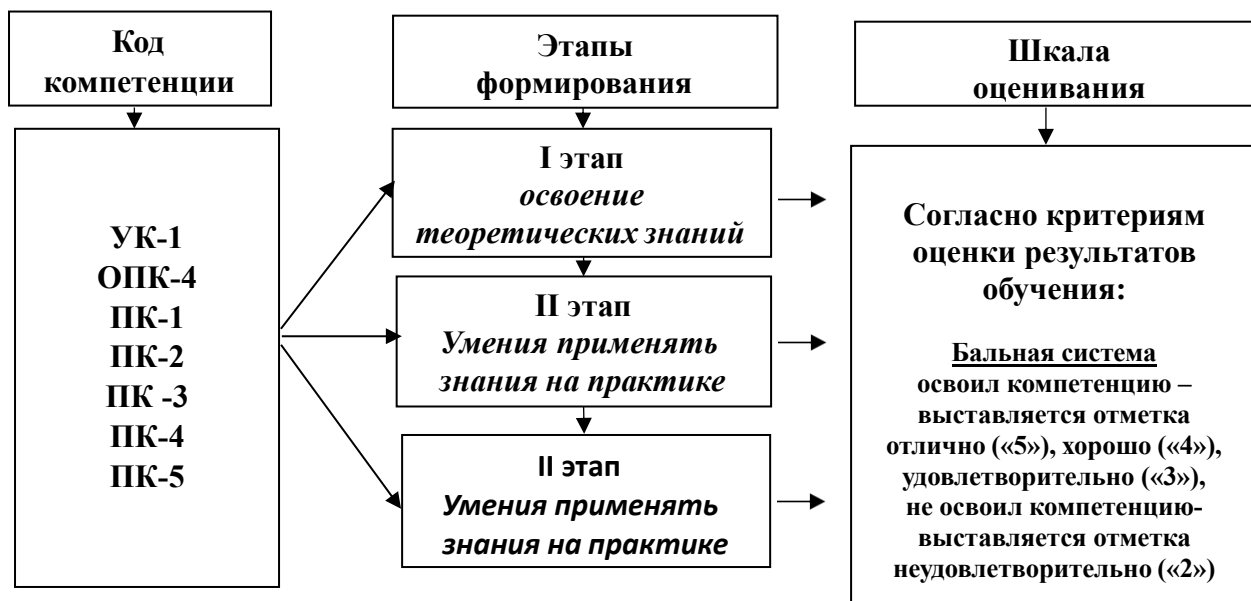 Код
компетенции
Этапы
формирования
Шкала
оценивания
УК-1
ОПК-4
ПК-1
ПК-2
ПК -3
ПК-4
ПК-5
I этап
освоение
теоретических знаний
II этап
Умения применять
знания на практике
II этап
Умения применять
знания на практике
Согласно критериям
оценки результатов
обучения:
Бальная система
освоил компетенцию –
выставляется отметка
отлично («5»), хорошо («4»),
удовлетворительно («3»),
не освоил компетенцию-
выставляется отметка
неудовлетворительно («2»)